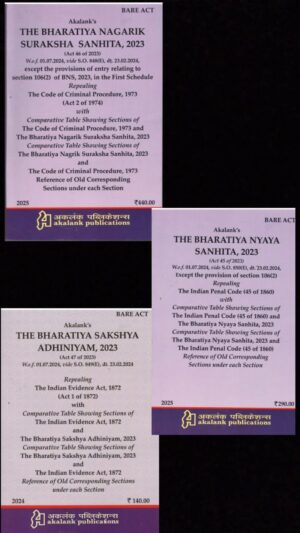 BARE ACT
Akalank's
THE BHARATIYA NAGARIK
SURAKSHA SANHITA, 2023
(Act 46 of 2023)
W.e.f. 01.07.2024, vide S.O. 848(E), dt. 23.02.2024,
except the provisions of entry relating to
section 106(2) of BNS, 2023, in the First Schedule
Repealing
The Code of Criminal Procedure, 1973
(Act 2 of 1974)
with
Comparative Table Showing Sections of
The Code of Criminal Procedure, 1973 and
The Bharatiya Nagarik Suraksha Sanhita, 2023
Comparative Table Showing Sections of
The Bharatiya Nagrik Suraksha Sanhita, 2023
and
The Code of Criminal Procedure, 1973
Reference of Old Corresponding
Sections under each Section
2025 ₹440.00
अकलंक पब्लिकेशन्स
akalank publications
BARE ACT
Akalank's
THE BHARATIYA NYAYA
SANHITA, 2023
(Act 45 of 2023)
W.e.f. 01.07.2024, vide S.O. 850(E), dt. 23.02.2024,
Except the provision of section 106(2)
Repealing
The Indian Penal Code (45 of 1860)
with
Comparative Table Showing Sections of
The Indian Penal Code (45 of 1860) and
The Bharatiya Nyaya Sanhita, 2023
Comparative Table Showing Sections of
The Bharatiya Nyaya Sanhita, 2023 and
The Indian Penal Code (45 of 1860)
Reference of Old Corresponding
Sections under each Section
2025 ₹290.00
अकलंक पब्लिकेशन्स
akalank publications
BARE ACT
Akalank's
THE BHARATIYA SAKSHYA
ADHINIYAM, 2023
(Act 47 of 2023)
W.e.f. 01.07.2024, vide S.O. 849(E), dt. 23.02.2024
Repealing
The Indian Evidence Act, 1872
(Act 1 of 1872)
with
Comparative Table Showing Sections of
The Indian Evidence Act, 1872 and
The Bharatiya Sakshya Adhiniyam, 2023
Comparative Table Showing Sections of
The Bharatiya Sakshya Adhiniyam, 2023
and
The Indian Evidence Act, 1872
Reference of Old Corresponding Sections
under each Section
2024 ₹ 140.00
अकलंक पब्लिकेशन्स
akalank publications